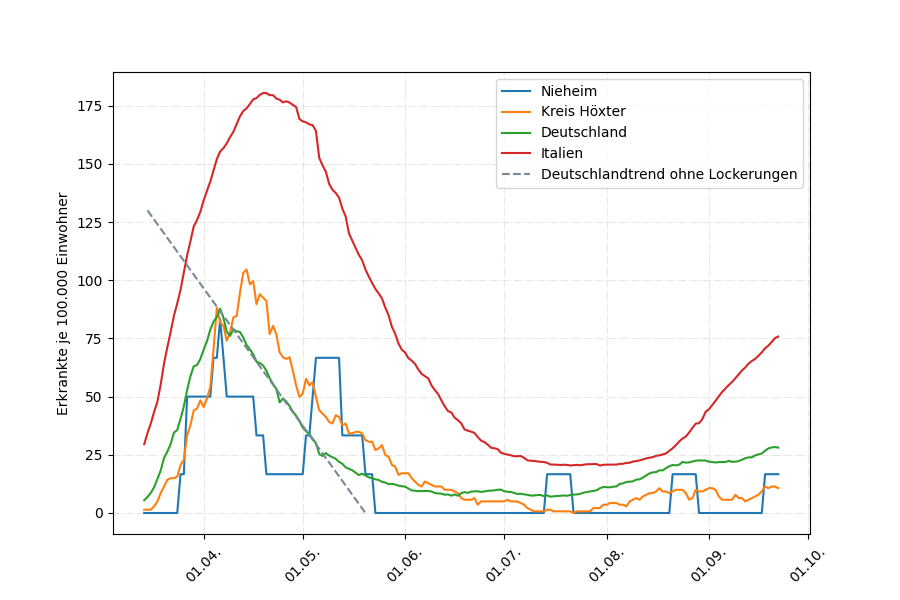 Nieheim
Kreis Höxter
Deutschland
Italien
Deutschlandtrend ohne Lockerungen
Erkrankte je 100.000 Einwohner
175
150
125
100
75
50
25
0
01.04.
01.05.
01.06.
01.07.
01.08.
01.09.
01.10.